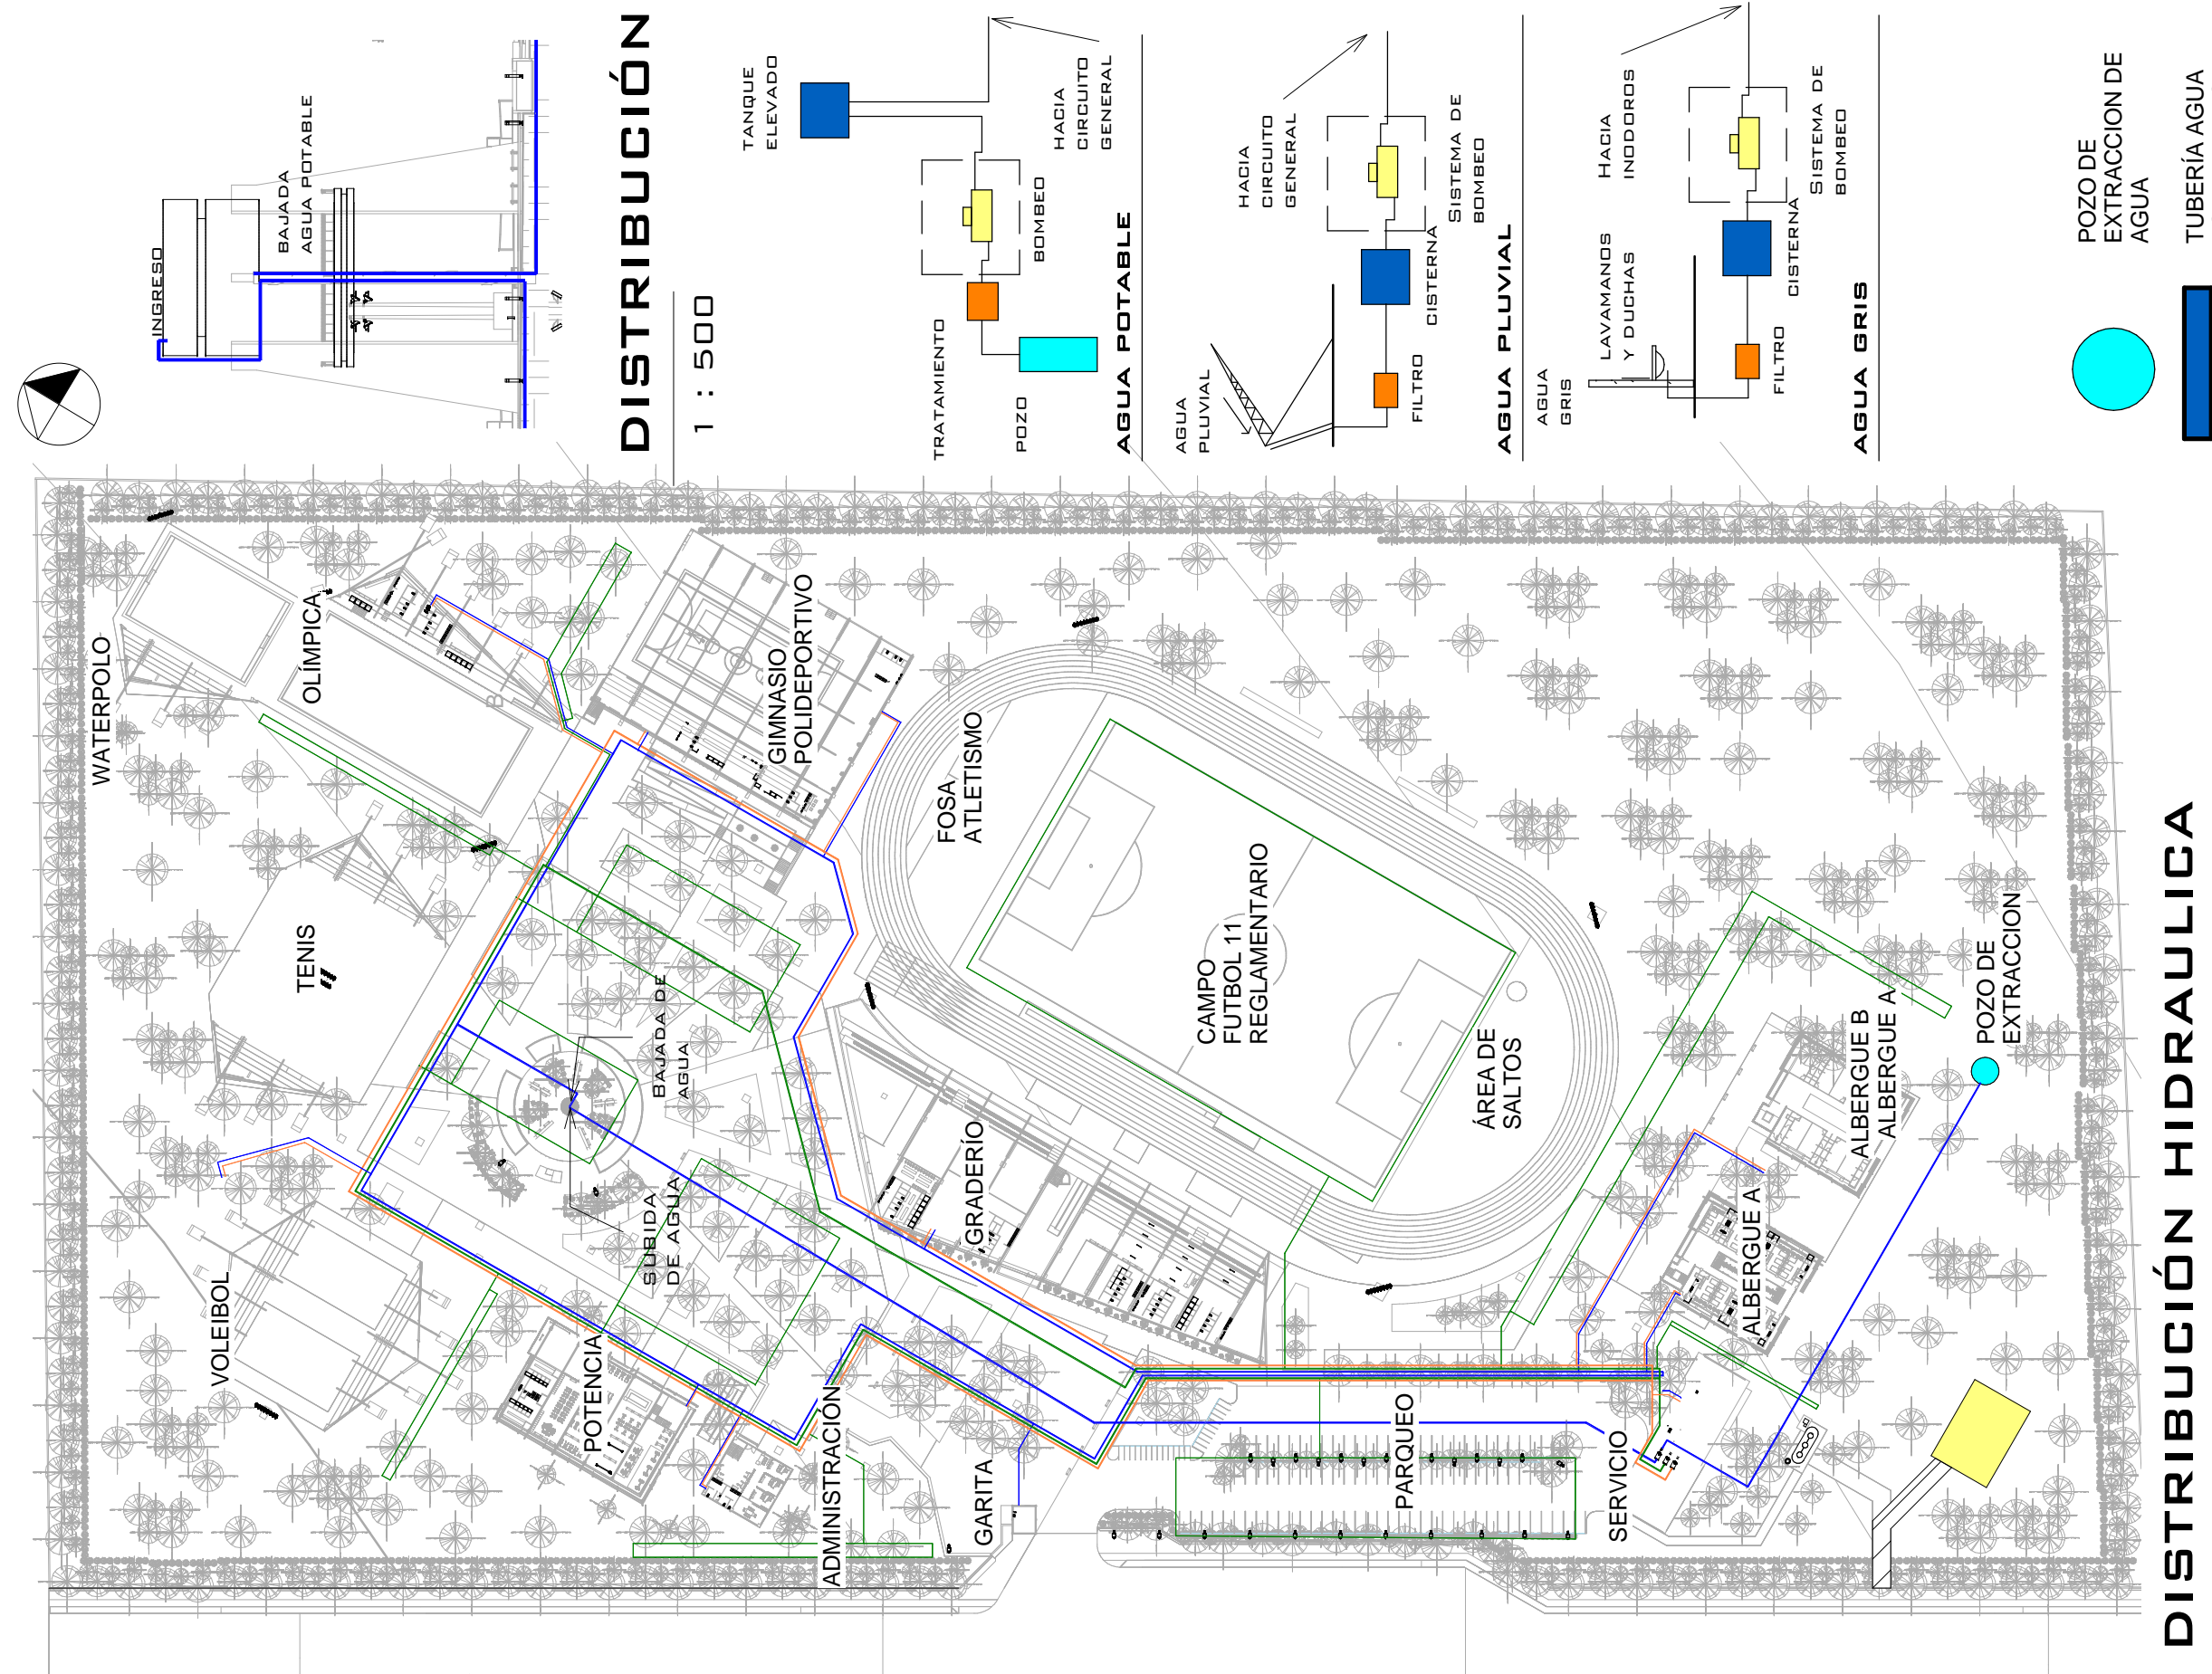 INGRESO
BAJADA
AGUA POTABLE
DISTRIBUCIÓN
1 : 500
TANQUE
ELEVADO
HACIA
CIRCUITO
GENERAL
BOMBEO
TRATAMIENTO
POZO
AGUA POTABLE
HACIA
CIRCUITO
GENERAL
SISTEMA DE
BOMBEO
CISTERNA
FILTRO
AGUA
PLUVIAL
AGUA PLUVIAL
HACIA
INODOROS
SISTEMA DE
BOMBEO
LAVAMANOS
Y DUCHAS
CISTERNA
FILTRO
AGUA
GRIS
AGUA GRIS
POZO DE
EXTRACCION DE
AGUA
TUBERÍA AGUA
WATERPOLO
OLIMPICA
GIMNASIO
POLIDEPORTIVO
FOSA
ATLETISMO
TENIS
BAJADA DE
AGUA
SUBIDA
DE AGUA
CAMPO
FUTBOL 11
REGLAMENTARIO
ÁREA DE
SALTOS
GRADERÍO
VOLEIBOL
POTENCIA
ADMINISTRACIÓN
GARITA
PARQUEO
SERVICIO
ALBERGUE A
ALBERGUE B
ALBERGUE A
POZO DE
EXTRACCION
DISTRIBUCIÓN HIDRAULICA